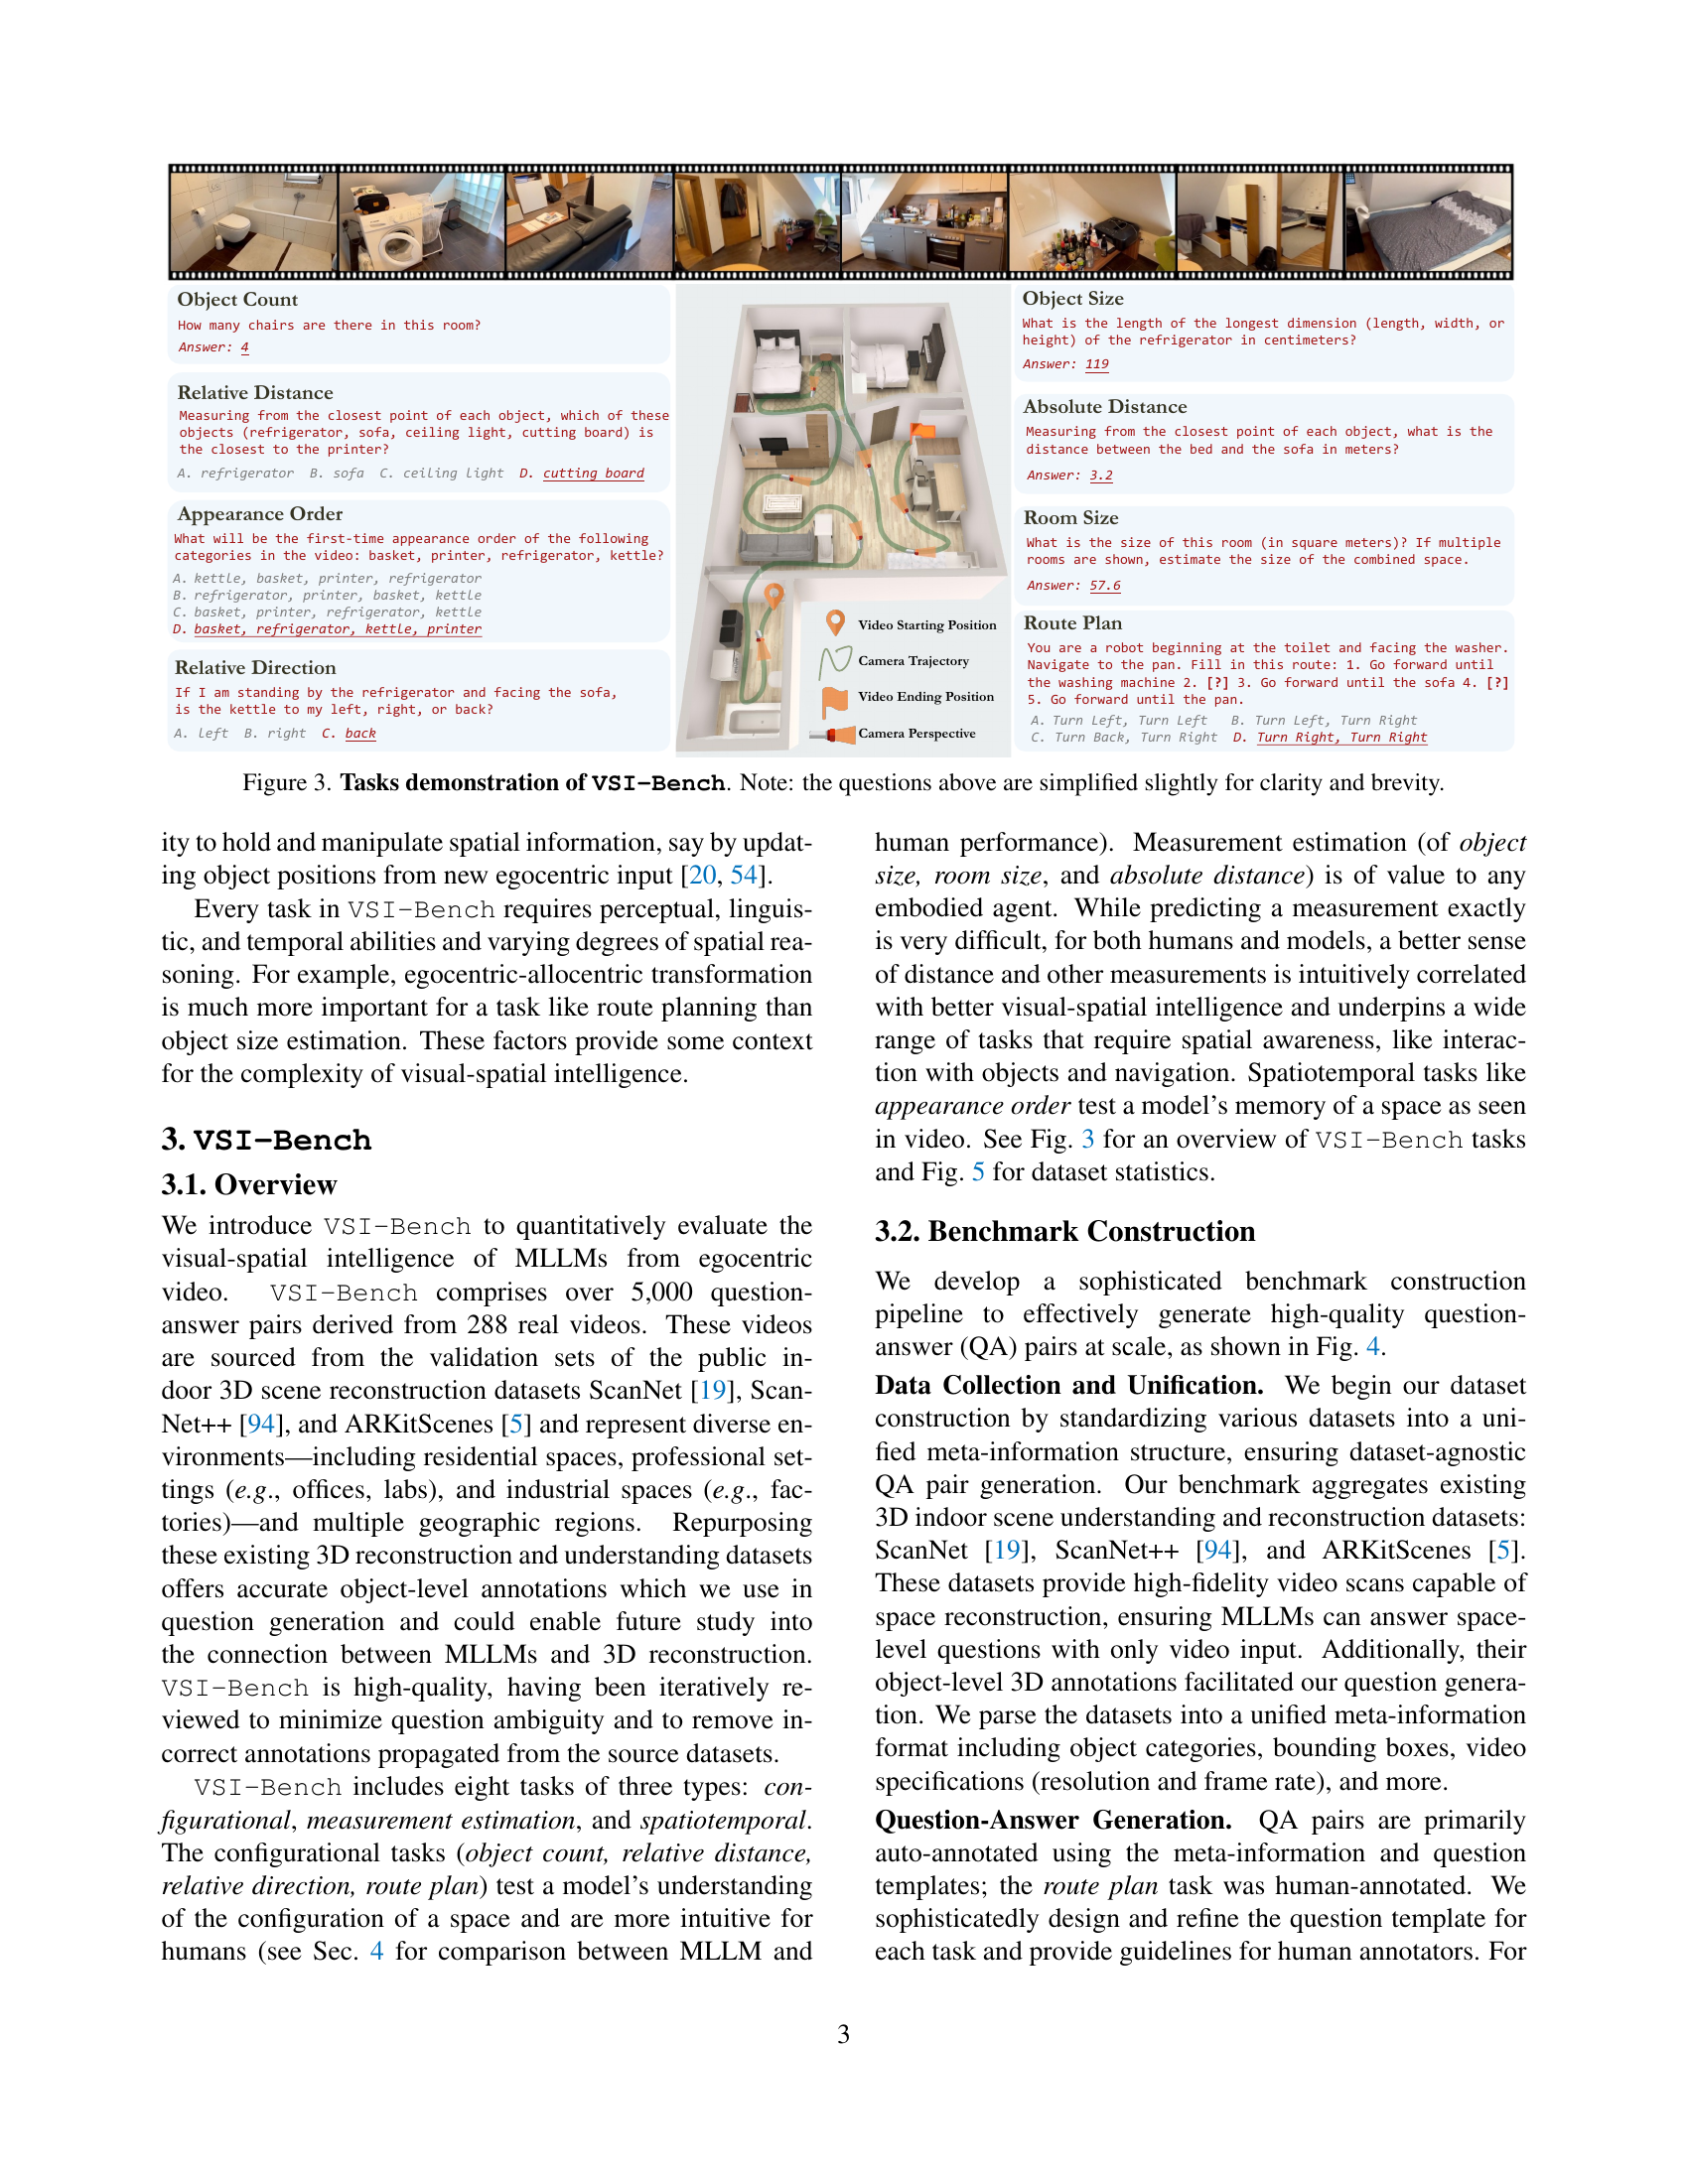 Object Count
How many chairs are there in this room?
Answer: 4
Relative Distance
Measuring from the closest point of each object, which of these
objects (refrigerator, sofa, ceiling light, cutting board) is
the closest to the printer?
A. refrigerator B. sofa C. ceiling light D. cutting board
Appearance Order
What will be the first-time appearance order of the following
categories in the video: basket, printer, refrigerator, kettle?
A. kettle, basket, printer, refrigerator
B. refrigerator, printer, basket, kettle
C. basket, printer, refrigerator, kettle
D. basket, refrigerator, kettle, printer
Relative Direction
If I am standing by the refrigerator and facing the sofa,
is the kettle to my left, right, or back?
A. left B. right C. back
Video Starting Position
Camera Trajectory
Video Ending Position
Camera Perspective
Object Size
What is the length of the longest dimension (length, width, or
height) of the refrigerator in centimeters?
Answer: 119
Absolute Distance
Measuring from the closest point of each object, what is the
distance between the bed and the sofa in meters?
Answer: 3.2
Room Size
What is the size of this room (in square meters)? If multiple
rooms are shown, estimate the size of the combined space.
Answer: 57.6
Route Plan
You are a robot beginning at the toilet and facing the washer.
Navigate to the pan. Fill in this route: 1. Go forward until
the washing machine 2. [?] 3. Go forward until the sofa 4. [?]
5. Go forward until the pan.
A. Turn Left, Turn Left B. Turn Left, Turn Right
C. Turn Back, Turn Right D. Turn Right, Turn Right
Figure 3. Tasks demonstration of VSI-Bench. Note: the questions above are simplified slightly for clarity and brevity.
ity to hold and manipulate spatial information, say by updat-
ing object positions from new egocentric input [20, 54].
Every task in VSI-Bench requires perceptual, linguis-
tic, and temporal abilities and varying degrees of spatial rea-
soning. For example, egocentric-allocentric transformation
is much more important for a task like route planning than
object size estimation. These factors provide some context
for the complexity of visual-spatial intelligence.
3. VSI-Bench
3.1. Overview
We introduce VSI-Bench to quantitatively evaluate the
visual-spatial intelligence of MLLMs from egocentric
video. VSI-Bench comprises over 5,000 question-
answer pairs derived from 288 real videos. These videos
are sourced from the validation sets of the public in-
door 3D scene reconstruction datasets ScanNet [19], Scan-
Net++ [94], and ARKitScenes [5] and represent diverse en-
vironments—including residential spaces, professional set-
tings (e.g., offices, labs), and industrial spaces (e.g., fac-
tories)—and multiple geographic regions. Repurposing
these existing 3D reconstruction and understanding datasets
offers accurate object-level annotations which we use in
question generation and could enable future study into
the connection between MLLMs and 3D reconstruction.
VSI-Bench is high-quality, having been iteratively re-
viewed to minimize question ambiguity and to remove in-
correct annotations propagated from the source datasets.
VSI-Bench includes eight tasks of three types: con-
figurational, measurement estimation, and spatiotemporal.
The configurational tasks (object count, relative distance,
relative direction, route plan) test a model's understanding
of the configuration of a space and are more intuitive for
humans (see Sec. 4 for comparison between MLLM and
human performance). Measurement estimation (of object
size, room size, and absolute distance) is of value to any
embodied agent. While predicting a measurement exactly
is very difficult, for both humans and models, a better sense
of distance and other measurements is intuitively correlated
with better visual-spatial intelligence and underpins a wide
range of tasks that require spatial awareness, like interac-
tion with objects and navigation. Spatiotemporal tasks like
appearance order test a model's memory of a space as seen
in video. See Fig. 3 for an overview of VSI-Bench tasks
and Fig. 5 for dataset statistics.
3.2. Benchmark Construction
We develop a sophisticated benchmark construction
pipeline to effectively generate high-quality question-
answer (QA) pairs at scale, as shown in Fig. 4.
Data Collection and Unification. We begin our dataset
construction by standardizing various datasets into a uni-
fied meta-information structure, ensuring dataset-agnostic
QA pair generation. Our benchmark aggregates existing
3D indoor scene understanding and reconstruction datasets:
ScanNet [19], ScanNet++ [94], and ARKitScenes [5].
These datasets provide high-fidelity video scans capable of
space reconstruction, ensuring MLLMs can answer space-
level questions with only video input. Additionally, their
object-level 3D annotations facilitated our question genera-
tion. We parse the datasets into a unified meta-information
format including object categories, bounding boxes, video
specifications (resolution and frame rate), and more.
Question-Answer Generation. QA pairs are primarily
auto-annotated using the meta-information and question
templates; the route plan task was human-annotated. We
sophisticatedly design and refine the question template for
each task and provide guidelines for human annotators. For
3